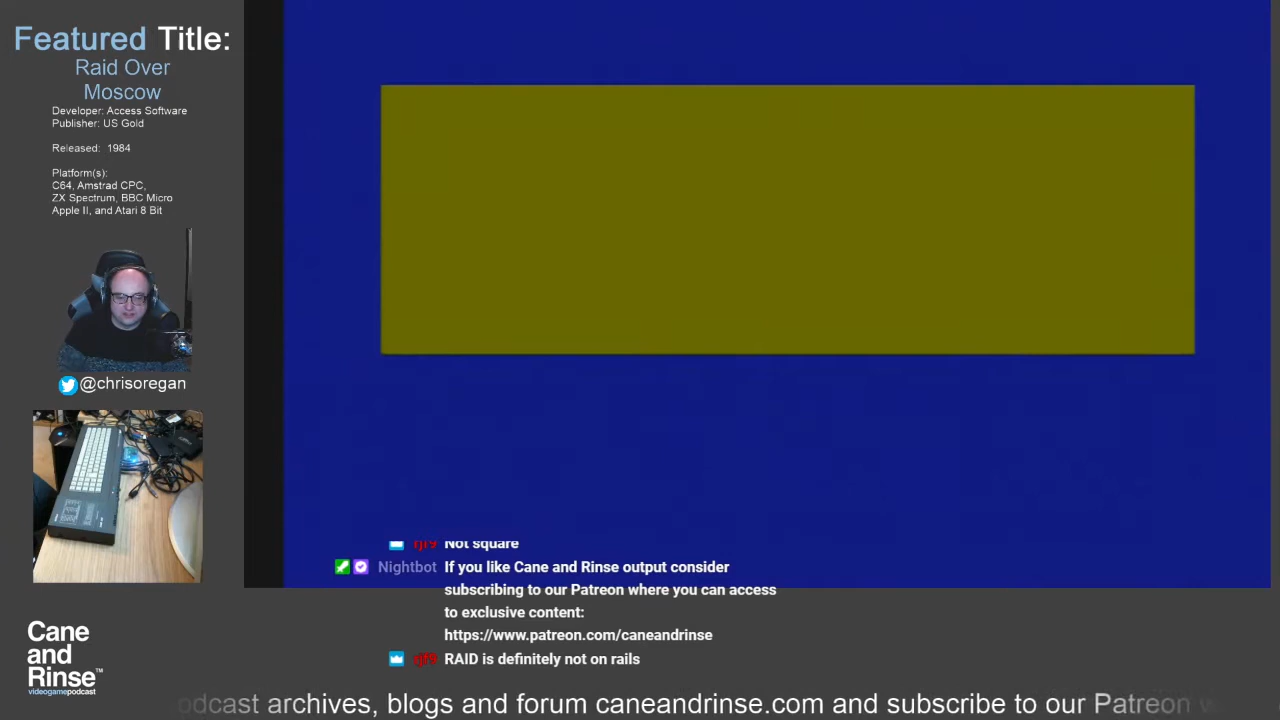 Featured Title:
Raid Over
Moscow
Developer: Access Software
Publisher: US Gold
Released: 1984
Platform(s):
C64, Amstrad CPC,
ZX Spectrum, BBC Micro
Apple II, and Atari 8 Bit
@chrisoregan
Not square
Nightbot If you like Cane and Rinse output consider
subscribing to our Patreon where you can access
to exclusive content:
https://www.patreon.com/caneandrinse
RAID is definitely not on rails
Cane
and
Rinse™
videogamepodcast
podcast archives, blogs and forum caneandrinse.com and subscribe to our Patreon